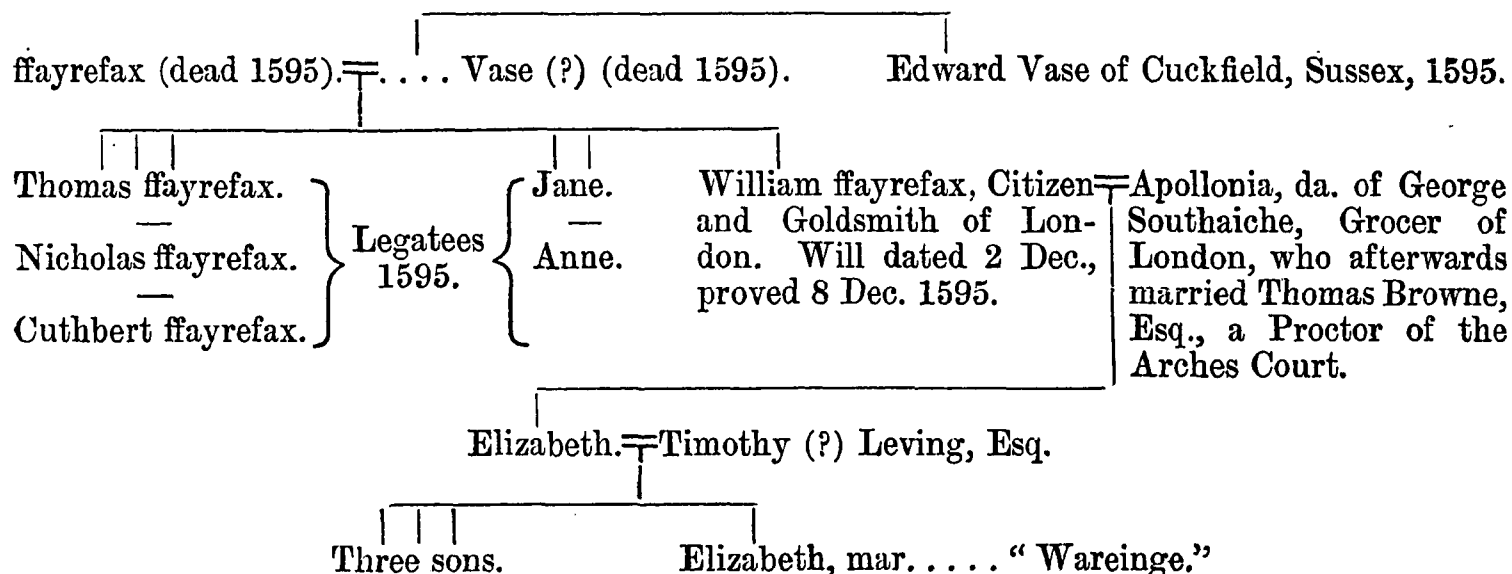 ffayrefax (dead 1595).=.... Vase (?) (dead 1595). Edward Vase of Cuckfield, Sussex, 1595.
Thomas ffayrefax.
—
Nicholas ffayrefax.
—
Cuthbert ffayrefax.
Legatees
1595.
Jane.
—
Anne.
William ffayrefax, Citizen
and Goldsmith of Lon-
don. Will dated 2 Dec.,
proved 8 Dec. 1595.
=Apollonia, da. of George
Southaiche, Grocer of
London, who afterwards
married Thomas Browne,
Esq., a Proctor of the
Arches Court.
Elizabeth.=Timothy (?) Leving, Esq.
Three sons. Elizabeth, mar..... “ Wareinge.”